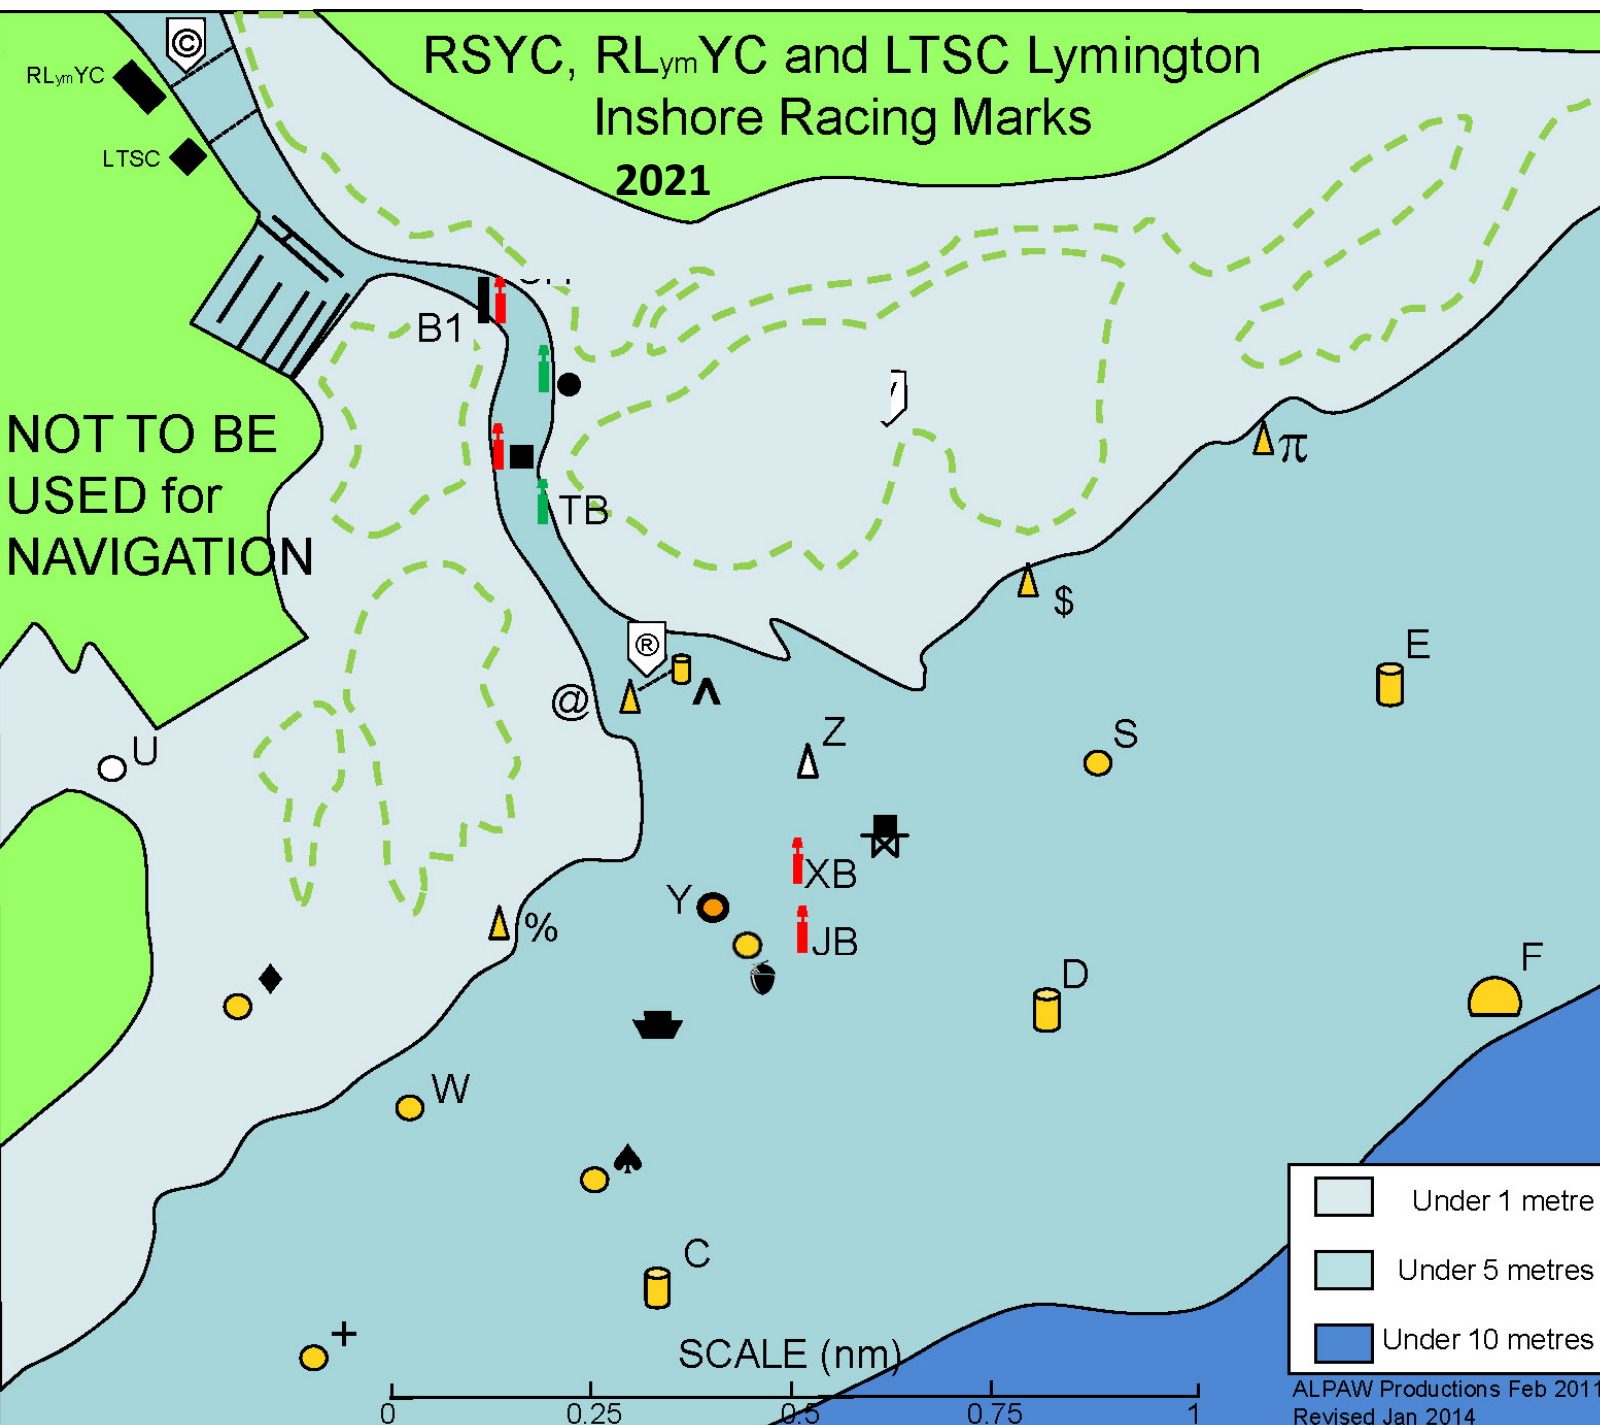 ©
RSYC, RLymYC and LTSC Lymington
Inshore Racing Marks
2021
RLymYC
LTSC
B1
NOT TO BE
USED for
NAVIGATION
TB
π
$
®
@
E
Z
S
U
XB
Y
JB
%
D
F
W
C
+
SCALE (nm)
0 0.25 0.5 0.75 1
Under 1 metre
Under 5 metres
Under 10 metres
ALPAW Productions Feb 2011
Revised Jan 2014